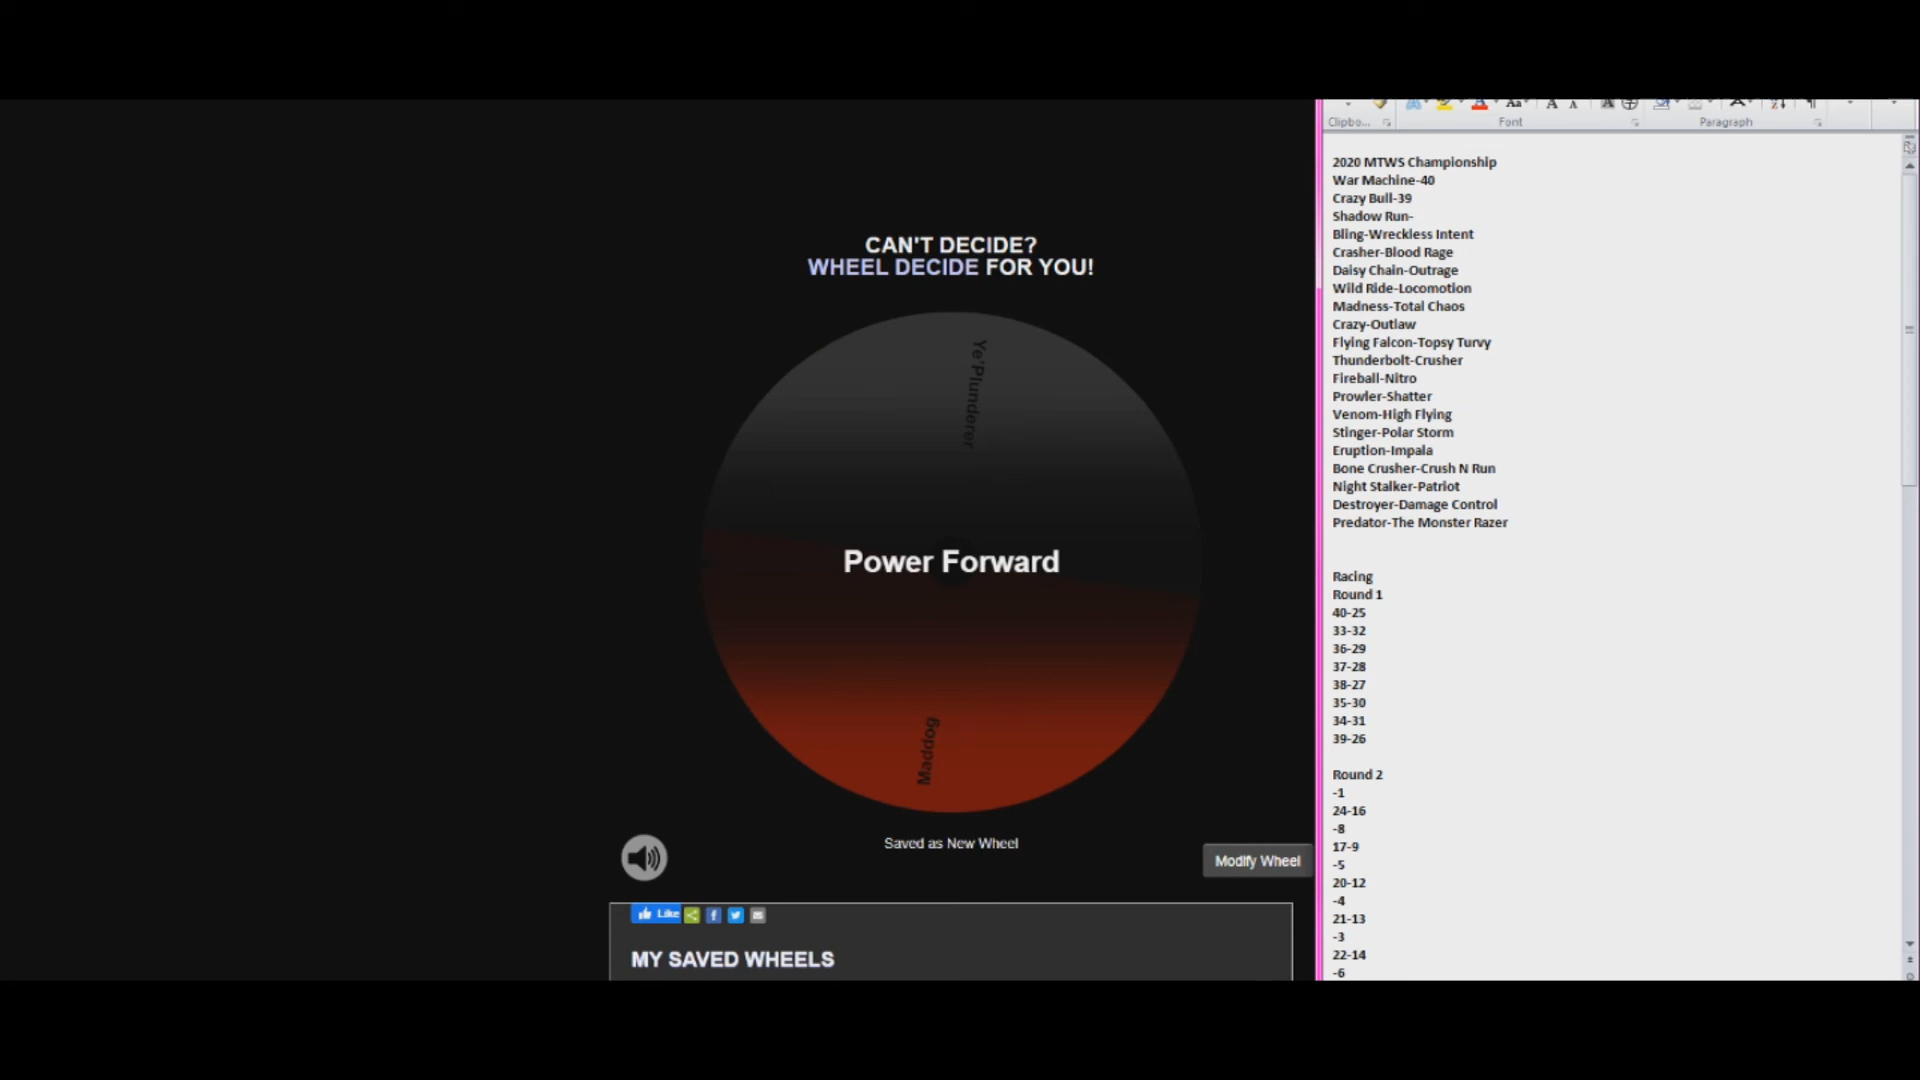 CAN'T DECIDE?
WHEEL DECIDE FOR YOU!
Ye'Plunderer
Power Forward
Maddog
Saved as New Wheel
Modify Wheel
Like
MY SAVED WHEELS
Clipbo...
Font
Paragraph
2020 MTWS Championship
War Machine-40
Crazy Bull-39
Shadow Run-
Bling-Wreckless Intent
Crasher-Blood Rage
Daisy Chain-Outrage
Wild Ride-Locomotion
Madness-Total Chaos
Crazy-Outlaw
Flying Falcon-Topsy Turvy
Thunderbolt-Crusher
Fireball-Nitro
Prowler-Shatter
Venom-High Flying
Stinger-Polar Storm
Eruption-Impala
Bone Crusher-Crush N Run
Night Stalker-Patriot
Destroyer-Damage Control
Predator-The Monster Razer
Racing
Round 1
40-25
33-32
36-29
37-28
38-27
35-30
34-31
39-26
Round 2
-1
24-16
-8
17-9
-5
20-12
-4
21-13
-3
22-14
-6